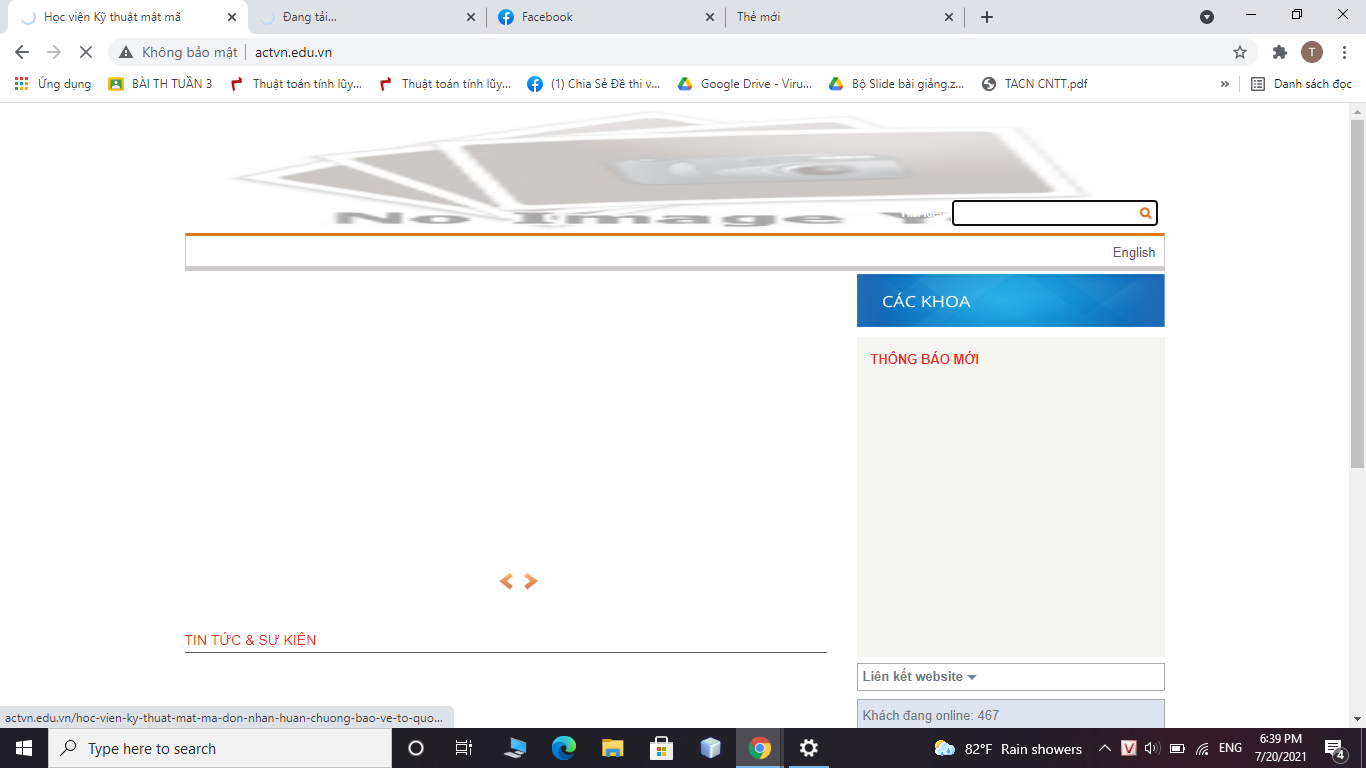 Học viện Kỹ thuật mật mã
Đang tải...
Facebook
Thẻ mới
Không bảo mật
actvn.edu.vn
T
Ứng dụng
BÀI TH TUẦN 3
Thuật toán tính lũy...
Thuật toán tính lũy...
(1) Chia Sẻ Đề thi v...
Google Drive - Viru...
Bộ Slide bài giảng.z...
TACN CNTT.pdf
»
Danh sách đọc
No Image
English
CÁC KHOA
THÔNG BÁO MỚI
TIN TỨC & SỰ KIỆN
Liên kết website
Khách đang online: 467
actvn.edu.vn/hoc-vien-ky-thuat-mat-ma-don-nhan-huan-chuong-bao-ve-to-quo...
Type here to search
82°F Rain showers
V
ENG
6:39 PM
7/20/2021
4